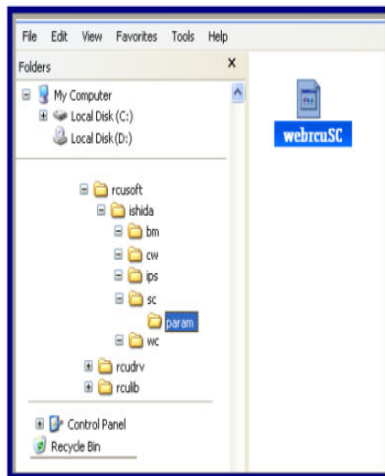 File Edit View Favorites Tools Help
Folders x
My Computer
Local Disk (C:)
Local Disk (D:)
webrcuSC
rcusoft
ishida
bm
cw
ips
sc
param
wc
rcudrv
rculib
Control Panel
Recycle Bin